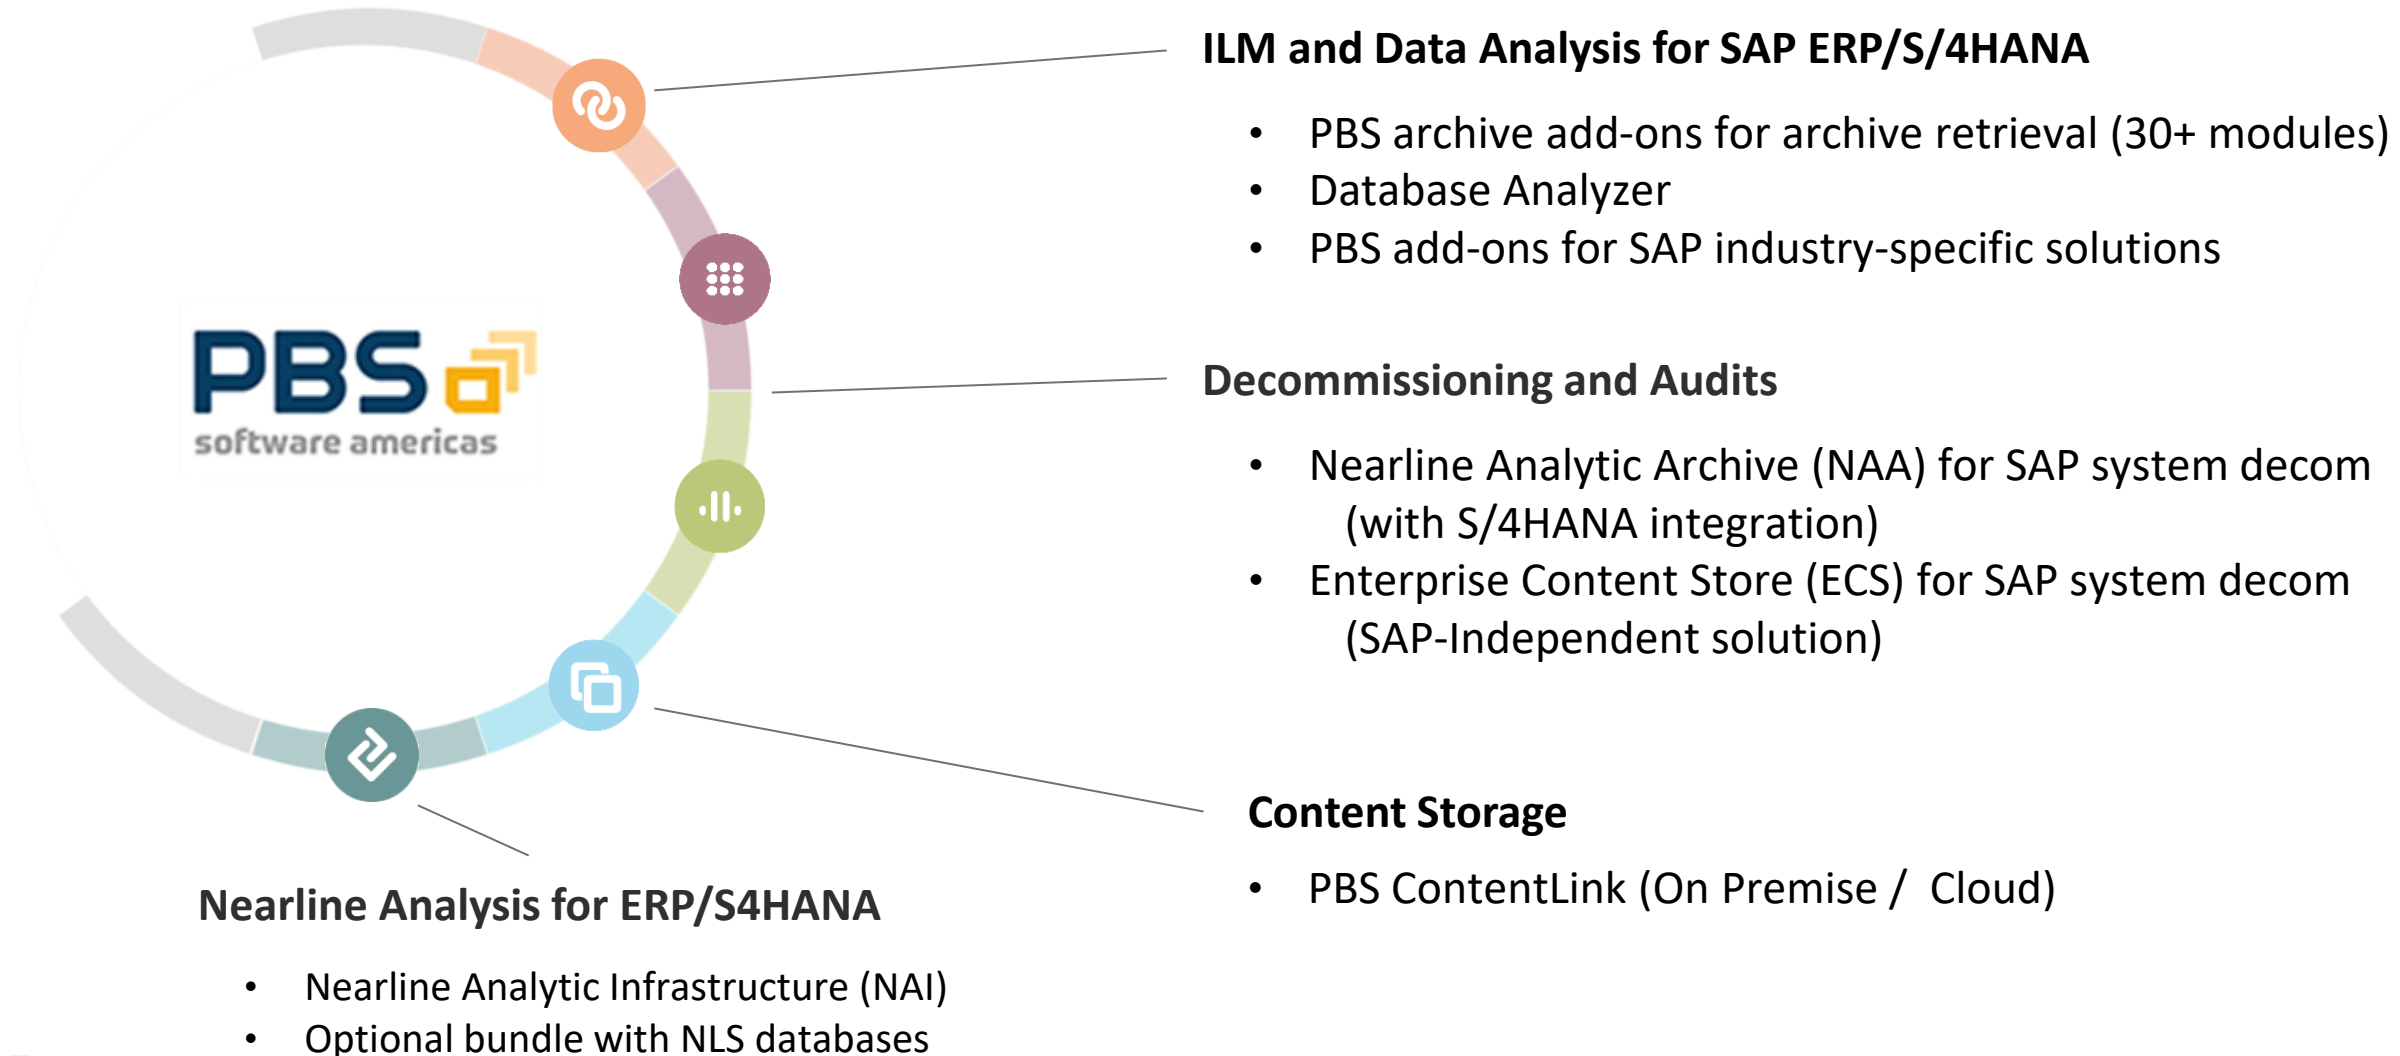 ILM and Data Analysis for SAP ERP/S/4HANA
• PBS archive add-ons for archive retrieval (30+ modules)
• Database Analyzer
• PBS add-ons for SAP industry-specific solutions
PBS
software americas
Decommissioning and Audits
• Nearline Analytic Archive (NAA) for SAP system decom
(with S/4HANA integration)
• Enterprise Content Store (ECS) for SAP system decom
(SAP-Independent solution)
Content Storage
• PBS ContentLink (On Premise / Cloud)
Nearline Analysis for ERP/S4HANA
• Nearline Analytic Infrastructure (NAI)
• Optional bundle with NLS databases